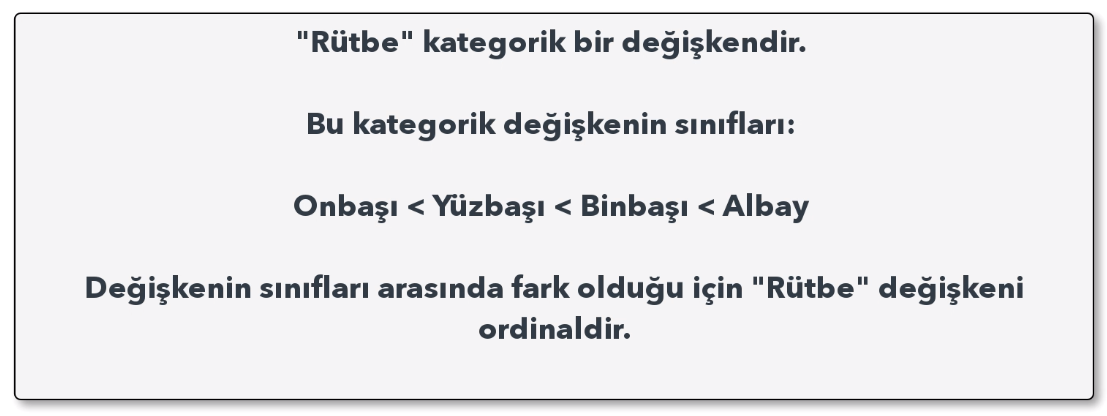 "Rütbe" kategorik bir değişkendir.
Bu kategorik değişkenin sınıfları:
Onbaşı < Yüzbaşı < Binbaşı < Albay
Değişkenin sınıfları arasında fark olduğu için "Rütbe" değişkeni
ordinaldir.